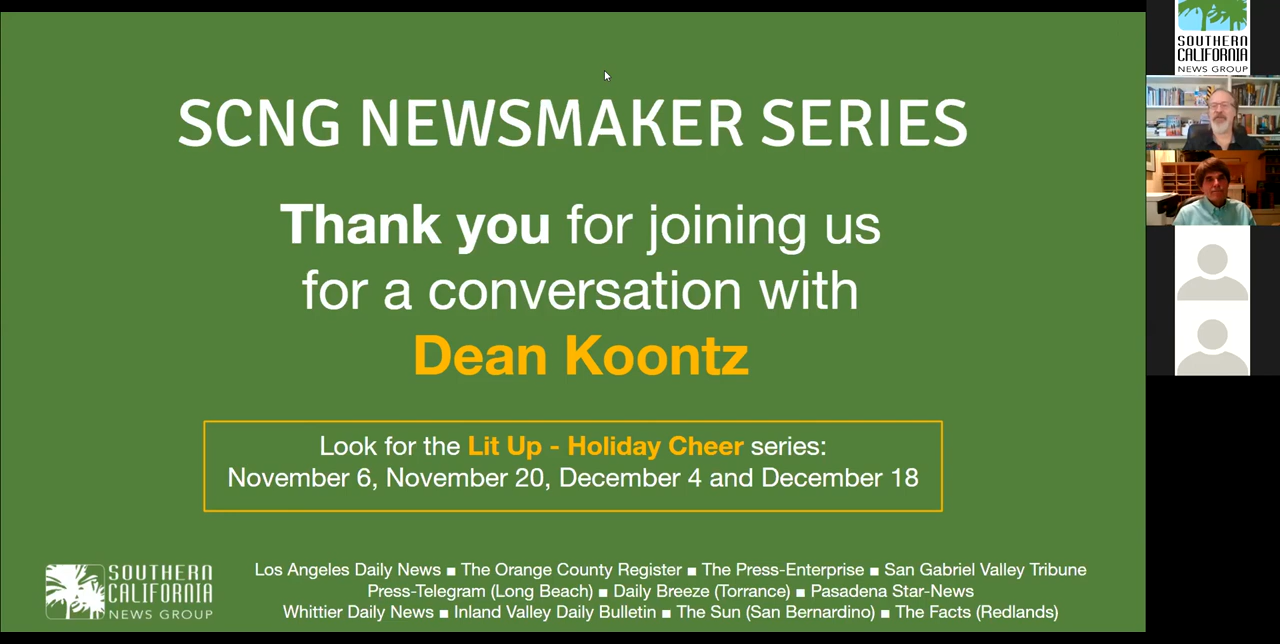 SCNG NEWSMAKER SERIES
Thank you for joining us
for a conversation with
Dean Koontz
Look for the Lit Up - Holiday Cheer series:
November 6, November 20, December 4 and December 18
SOUTHERN
CALIFORNIA
NEWS GROUP
Los Angeles Daily News ■ The Orange County Register ■ The Press-Enterprise ■ San Gabriel Valley Tribune
Press-Telegram (Long Beach) ■ Daily Breeze (Torrance) ■ Pasadena Star-News
Whittier Daily News ■ Inland Valley Daily Bulletin ■ The Sun (San Bernardino) ■ The Facts (Redlands)
SOUTHERN
CALIFORNIA
NEWS GROUP